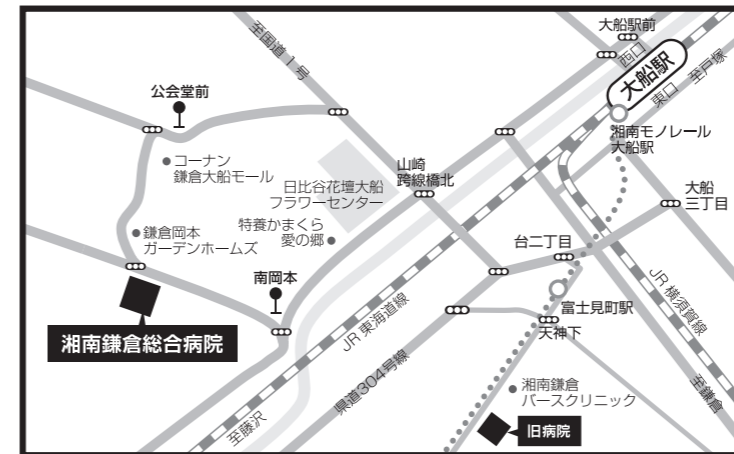 大船駅前
西口
大船駅
東口
至戸塚
至国道1号
公会堂前
湘南モノレール
大船駅
コーナン
鎌倉大船モール
山崎
跨線橋北
日比谷花壇大船
フラワーセンター
大船
三丁目
特養かまくら
愛の郷
鎌倉岡本
ガーデンホームズ
台二丁目
南岡本
JR横須賀線
富士見町駅
JR東海道線
天神下
湘南鎌倉総合病院
県道304号線
湘南鎌倉
バースクリニック
至鎌倉
至藤沢
旧病院